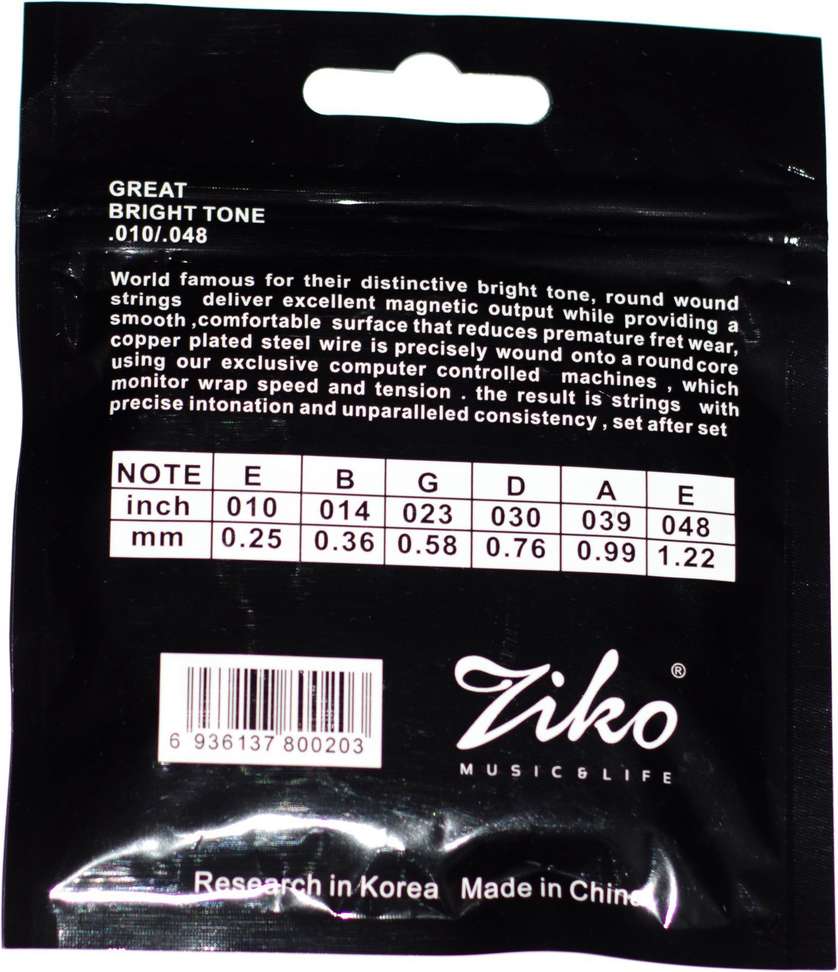 GREAT
BRIGHT TONE
.010/.048
World famous for their distinctive bright tone, round wound
strings deliver excellent magnetic output while providing a
smooth ,comfortable surface that reduces premature fret wear,
copper plated steel wire is precisely wound onto a round core
using our exclusive computer controlled machines , which
monitor wrap speed and tension . the result is strings with
precise intonation and unparalleled consistency , set after set
NOTE E B G D A E
inch 010 014 023 030 039 048
mm 0.25 0.36 0.58 0.76 0.99 1.22
6 936137 800203
Ziko ®
MUSIC & LIFE
Research in Korea Made in China